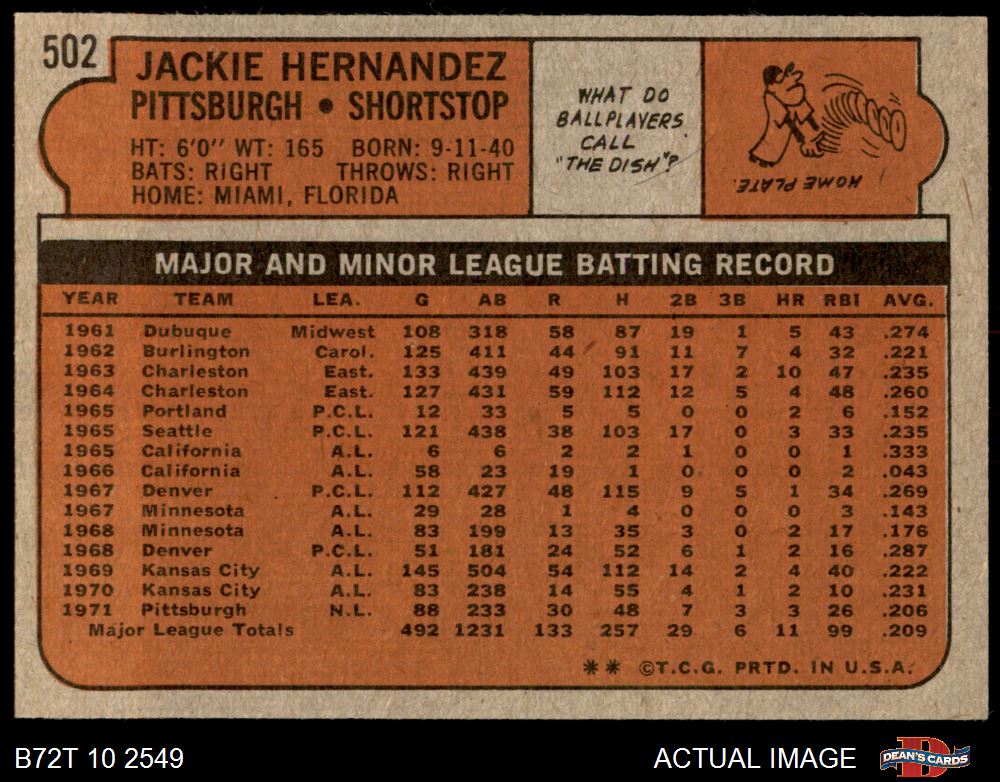 502
JACKIE HERNANDEZ
PITTSBURGH • SHORTSTOP
HT: 6'0" WT: 165 BORN: 9-11-40
BATS: RIGHT THROWS: RIGHT
HOME: MIAMI, FLORIDA
WHAT DO
BALLPLAYERS
CALL
"THE DISH"?
HOME PLATE.
MAJOR AND MINOR LEAGUE BATTING RECORD
YEAR TEAM LEA. G AB R H 2B 3B HR RBI AVG.
1961 Dubuque Midwest 108 318 58 87 19 1 5 43 .274
1962 Burlington Carol. 125 411 44 91 11 7 4 32 .221
1963 Charleston East. 133 439 49 103 17 2 10 47 .235
1964 Charleston East. 127 431 59 112 12 5 4 48 .260
1965 Portland P.C.L. 12 33 5 5 0 0 2 6 .152
1965 Seattle P.C.L. 121 438 38 103 17 0 3 33 .235
1965 California A.L. 6 6 2 2 1 0 0 1 .333
1966 California A.L. 58 23 19 1 0 0 0 2 .043
1967 Denver P.C.L. 112 427 48 115 9 5 1 34 .269
1967 Minnesota A.L. 29 28 1 4 0 0 0 3 .143
1968 Minnesota A.L. 83 199 13 35 3 0 2 17 .176
1968 Denver P.C.L. 51 181 24 52 6 1 2 16 .287
1969 Kansas City A.L. 145 504 54 112 14 2 4 40 .222
1970 Kansas City A.L. 83 238 14 55 4 1 2 10 .231
1971 Pittsburgh N.L. 88 233 30 48 7 3 3 26 .206
Major League Totals 492 1231 133 257 29 6 11 99 .209
** ©T.C.G. PRTD. IN U.S.A.
B72T 10 2549
ACTUAL IMAGE
DEAN'S CARDS